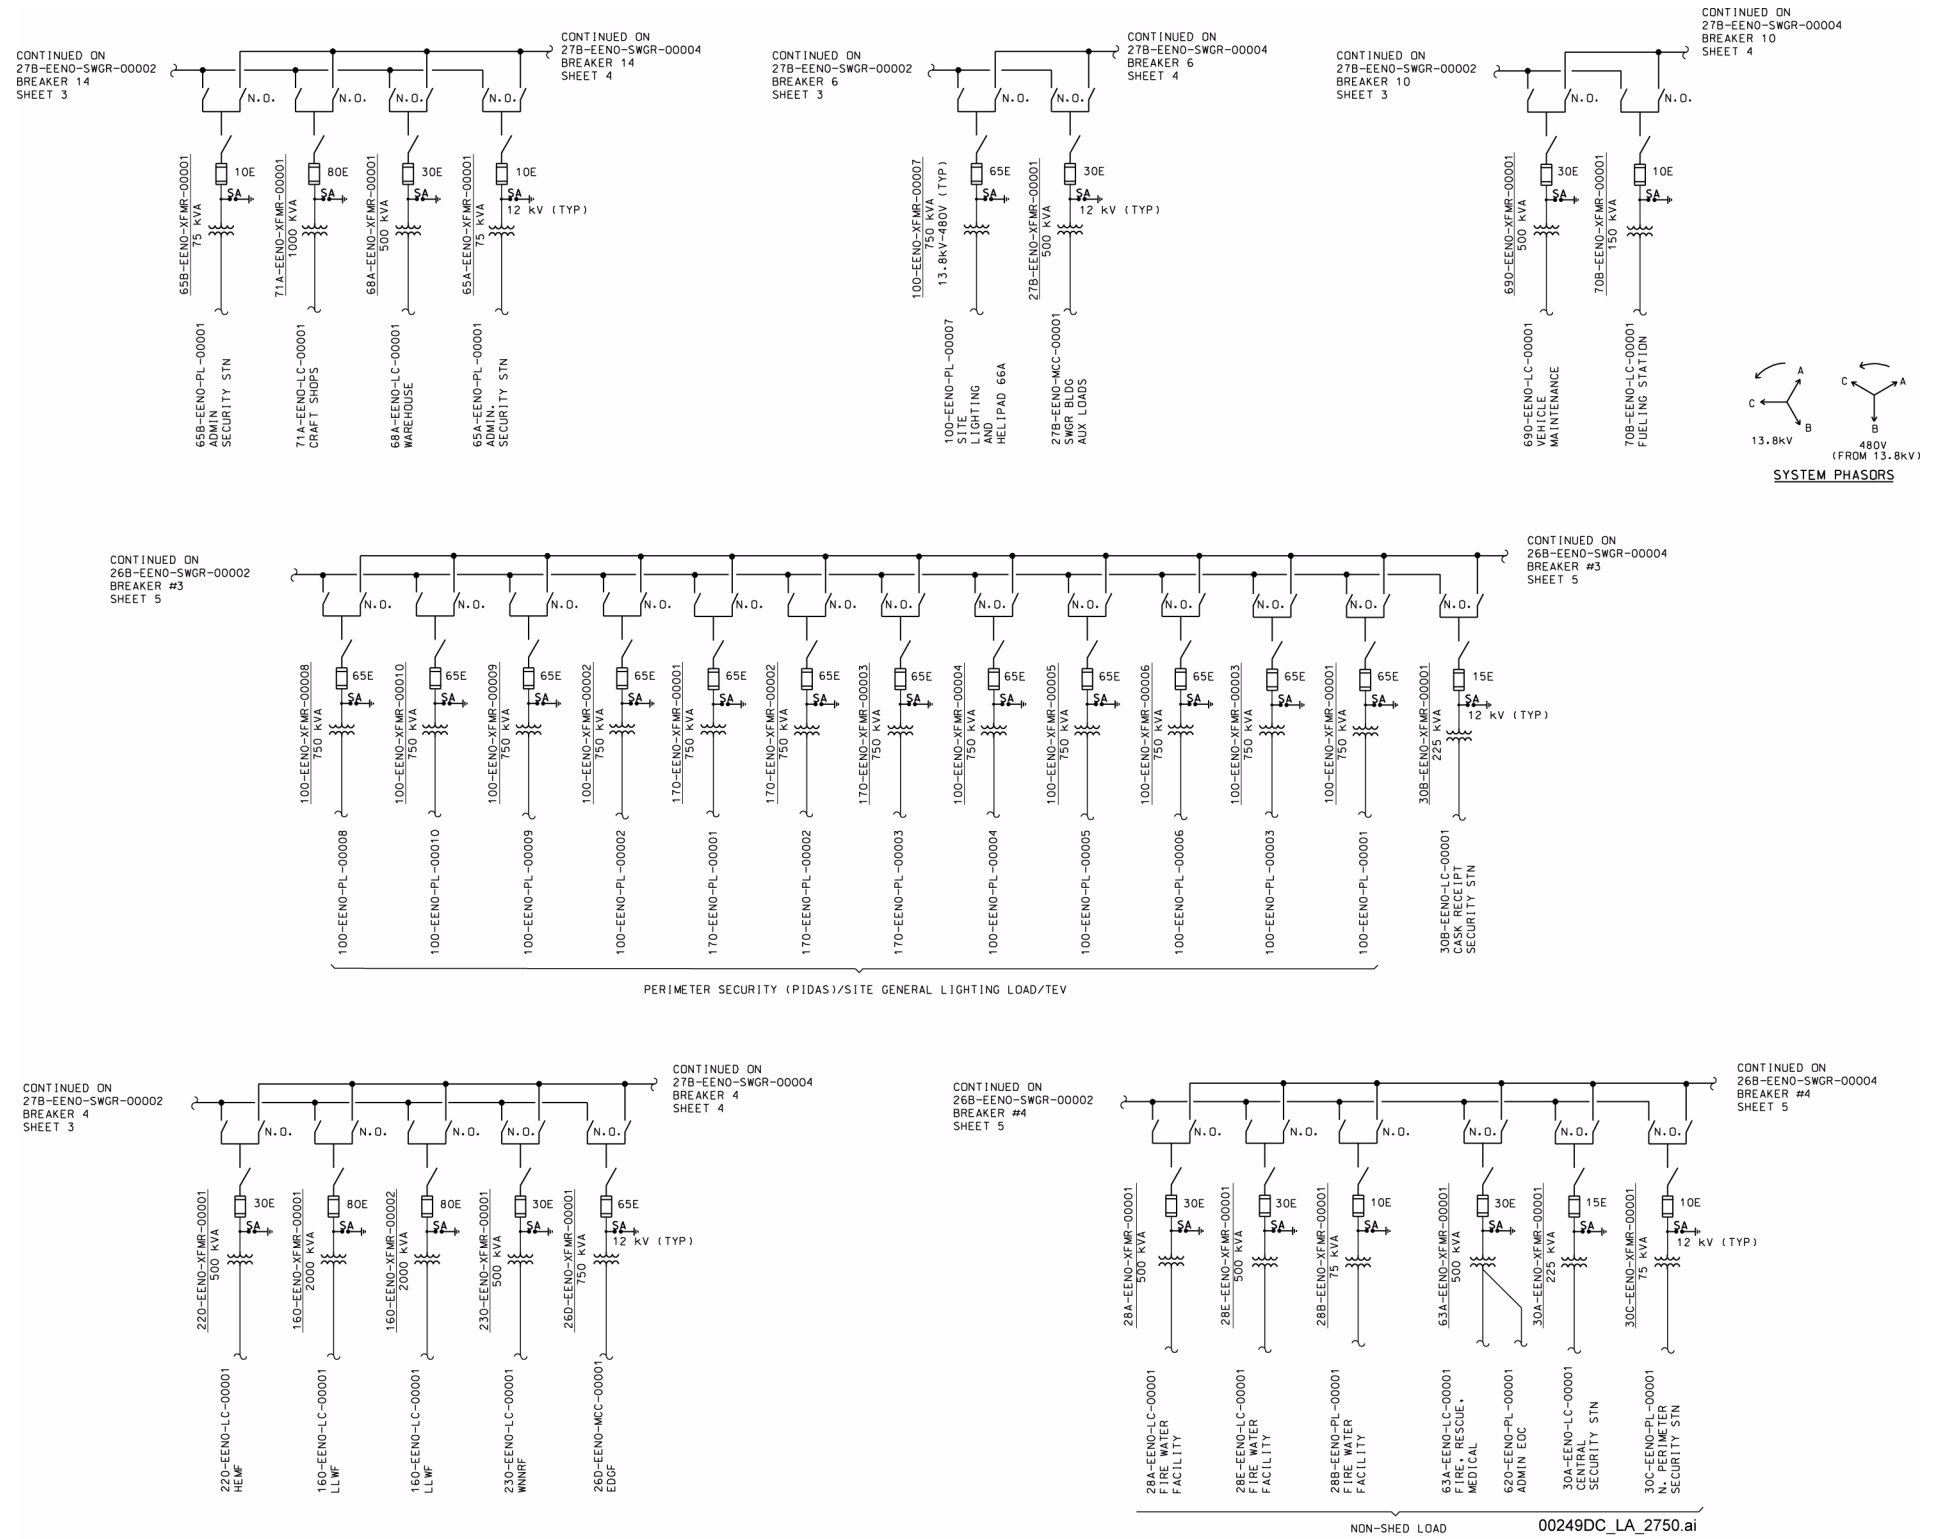 CONTINUED ON
27B-EENO-SWGR-00002
BREAKER 14
SHEET 3
CONTINUED ON
27B-EENO-SWGR-00004
BREAKER 14
SHEET 4
N.O.
N.O.
N.O.
N.O.
65B-EENO-XFMR-00001
75 kVA
10E
SA
71A-EENO-XFMR-00001
1000 kVA
80E
SA
68A-EENO-XFMR-00001
500 kVA
30E
SA
65A-EENO-XFMR-00001
75 kVA
10E
SA
12 kV (TYP)
65B-EENO-PL-00001
ADMIN
SECURITY STN
71A-EENO-LC-00001
CRAFT SHOPS
68A-EENO-LC-00001
WAREHOUSE
65A-EENO-PL-00001
ADMIN.
SECURITY STN
CONTINUED ON
27B-EENO-SWGR-00002
BREAKER 6
SHEET 3
CONTINUED ON
27B-EENO-SWGR-00004
BREAKER 6
SHEET 4
N.O.
N.O.
100-EENO-XFMR-00007
750 kVA
13.8kV-480V (TYP)
65E
SA
27B-EENO-XFMR-00001
500 kVA
30E
SA
12 kV (TYP)
100-EENO-PL-00007
SITE
LIGHTING
AND
HELIPAD 66A
27B-EENO-MCC-00001
SWGR BLDG
AUX LOADS
CONTINUED ON
27B-EENO-SWGR-00002
BREAKER 10
SHEET 3
CONTINUED ON
27B-EENO-SWGR-00004
BREAKER 10
SHEET 4
N.O.
N.O.
690-EENO-XFMR-00001
500 kVA
30E
SA
70B-EENO-XFMR-00001
150 kVA
10E
SA
690-EENO-LC-00001
VEHICLE
MAINTENANCE
70B-EENO-LC-00001
FUELING STATION
A
C
B
13.8kV
C
A
B
480V
(FROM 13.8kV)
SYSTEM PHASORS
CONTINUED ON
26B-EENO-SWGR-00002
BREAKER #3
SHEET 5
CONTINUED ON
26B-EENO-SWGR-00004
BREAKER #3
SHEET 5
N.O.
N.O.
N.O.
N.O.
N.O.
N.O.
N.O.
N.O.
N.O.
N.O.
N.O.
N.O.
N.O.
100-EENO-XFMR-00008
750 kVA
65E
SA
100-EENO-XFMR-00010
750 kVA
65E
SA
100-EENO-XFMR-00009
750 kVA
65E
SA
100-EENO-XFMR-00002
750 kVA
65E
SA
170-EENO-XFMR-00001
750 kVA
65E
SA
170-EENO-XFMR-00002
750 kVA
65E
SA
170-EENO-XFMR-00003
750 kVA
65E
SA
100-EENO-XFMR-00004
750 kVA
65E
SA
100-EENO-XFMR-00005
750 kVA
65E
SA
100-EENO-XFMR-00006
750 kVA
65E
SA
100-EENO-XFMR-00003
750 kVA
65E
SA
100-EENO-XFMR-00001
750 kVA
65E
SA
30B-EENO-XFMR-00001
225 kVA
15E
SA
12 kV (TYP)
100-EENO-PL-00008
100-EENO-PL-00010
100-EENO-PL-00009
100-EENO-PL-00002
170-EENO-PL-00001
170-EENO-PL-00002
170-EENO-PL-00003
100-EENO-PL-00004
100-EENO-PL-00005
100-EENO-PL-00006
100-EENO-PL-00003
100-EENO-PL-00001
30B-EENO-LC-00001
CASK RECEIPT
SECURITY STN
PERIMETER SECURITY (PIDAS)/SITE GENERAL LIGHTING LOAD/TEV
CONTINUED ON
27B-EENO-SWGR-00002
BREAKER 4
SHEET 3
CONTINUED ON
27B-EENO-SWGR-00004
BREAKER 4
SHEET 4
N.O.
N.O.
N.O.
N.O.
N.O.
220-EENO-XFMR-00001
500 kVA
30E
SA
160-EENO-XFMR-00001
2000 kVA
80E
SA
160-EENO-XFMR-00002
2000 kVA
80E
SA
230-EENO-XFMR-00001
500 kVA
30E
SA
26D-EENO-XFMR-00001
750 kVA
65E
SA
12 kV (TYP)
220-EENO-LC-00001
HEMF
160-EENO-LC-00001
LLWF
160-EENO-LC-00001
LLWF
230-EENO-LC-00001
WNNRF
26D-EENO-MCC-00001
EDGF
CONTINUED ON
26B-EENO-SWGR-00002
BREAKER #4
SHEET 5
CONTINUED ON
26B-EENO-SWGR-00004
BREAKER #4
SHEET 5
N.O.
N.O.
N.O.
N.O.
N.O.
N.O.
28A-EENO-XFMR-00001
500 kVA
30E
SA
28E-EENO-XFMR-00001
500 kVA
30E
SA
28B-EENO-XFMR-00001
75 kVA
10E
SA
63A-EENO-XFMR-00001
500 kVA
30E
SA
30A-EENO-XFMR-00001
225 kVA
15E
SA
30C-EENO-XFMR-00001
75 kVA
10E
SA
12 kV (TYP)
28A-EENO-LC-00001
FIRE WATER
FACILITY
28E-EENO-LC-00001
FIRE WATER
FACILITY
28B-EENO-PL-00001
FIRE WATER
FACILITY
63A-EENO-LC-00001
FIRE, RESCUE,
MEDICAL
620-EENO-PL-00001
ADMIN EOC
30A-EENO-LC-00001
CENTRAL
SECURITY STN
30C-EENO-PL-00001
N. PERIMETER
SECURITY STN
NON-SHED LOAD
00249DC_LA_2750.ai